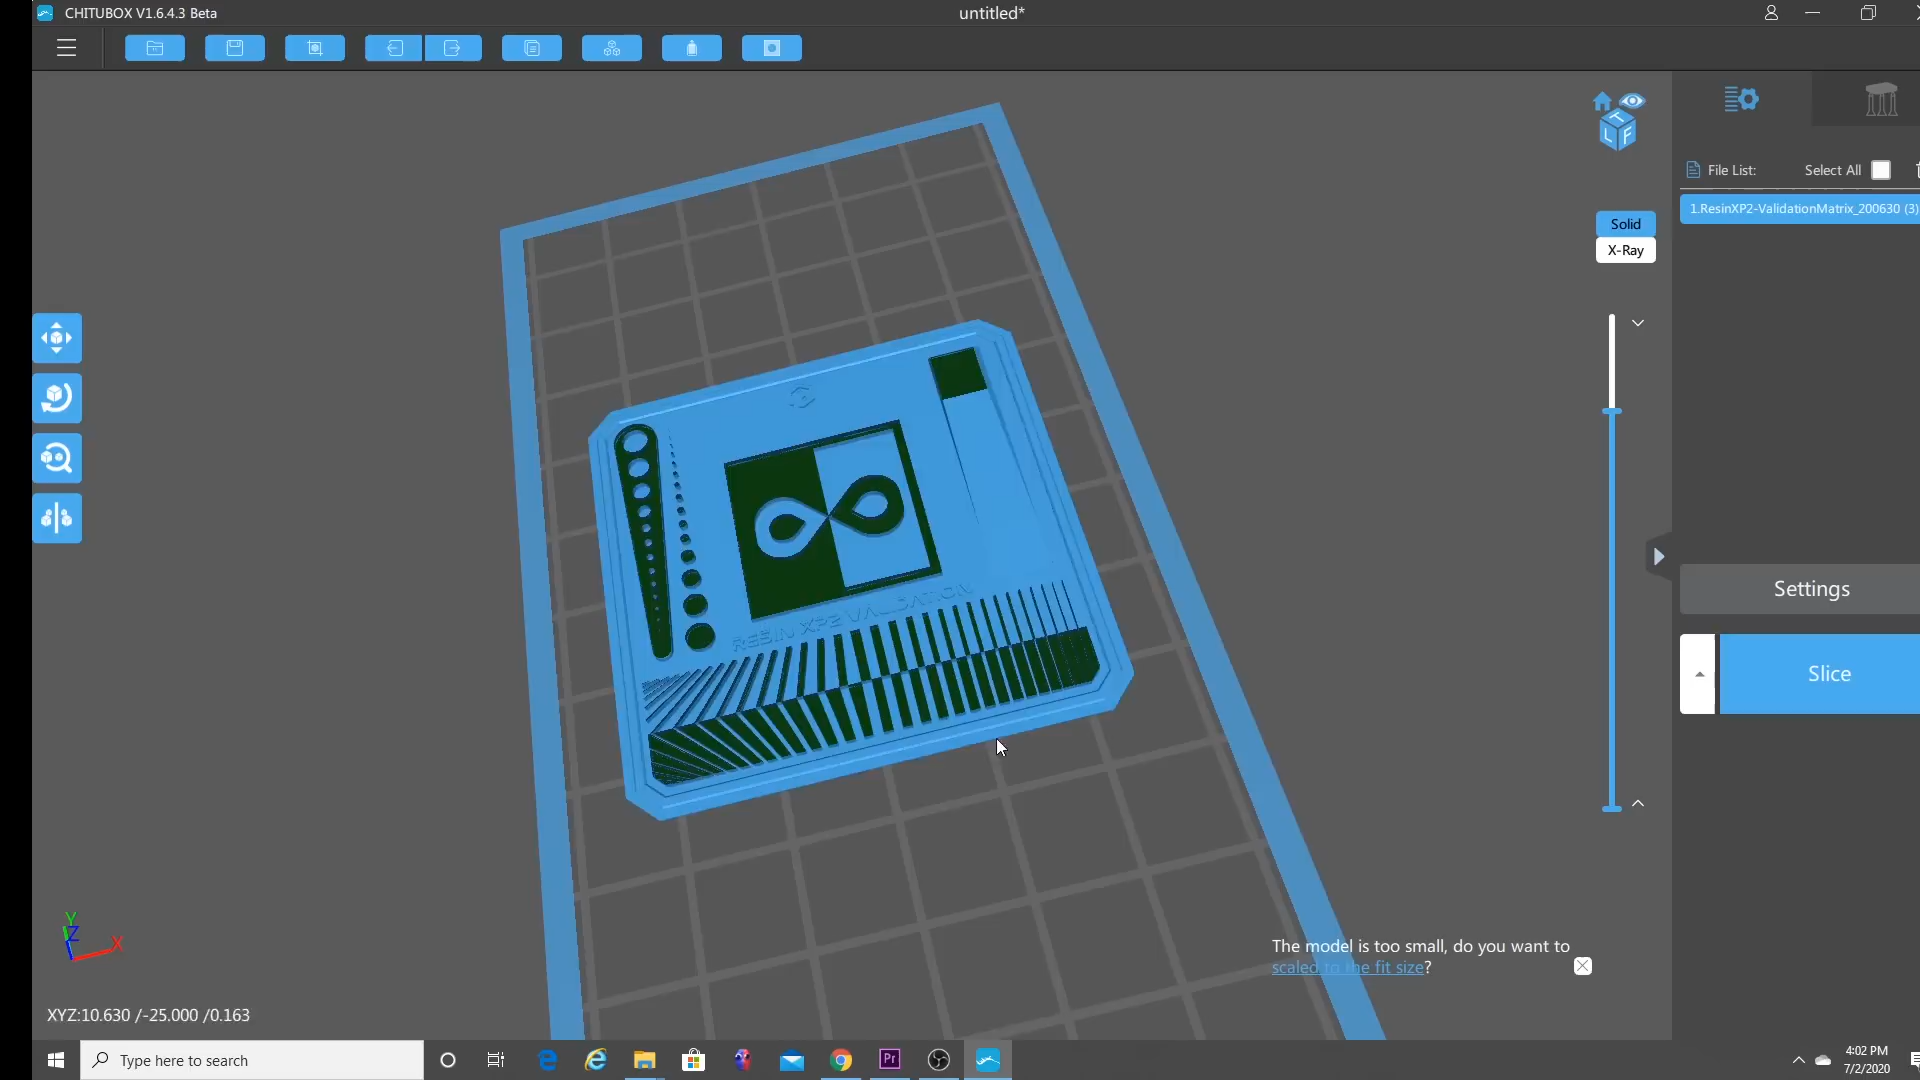 CHITUBOX V1.6.4.3 Beta
untitled*
T
L F
File List:
Select All
1.ResinXP2-ValidationMatrix_200630 (3)
Solid
X-Ray
RESIN XP2 VALIDATION
Settings
Slice
Y
Z
X
The model is too small, do you want to
scaled to the fit size?
XYZ:10.630 /-25.000 /0.163
Type here to search
Pr
4:02 PM
7/2/2020